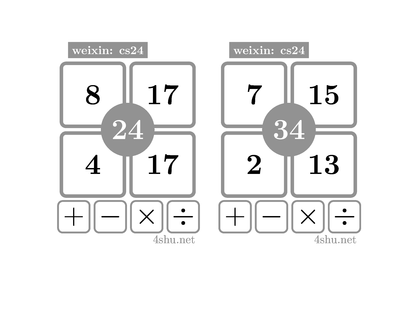 weixin: cs24
8 17
24
4 17
+ − × ÷
4shu.net
weixin: cs24
7 15
34
2 13
+ − × ÷
4shu.net